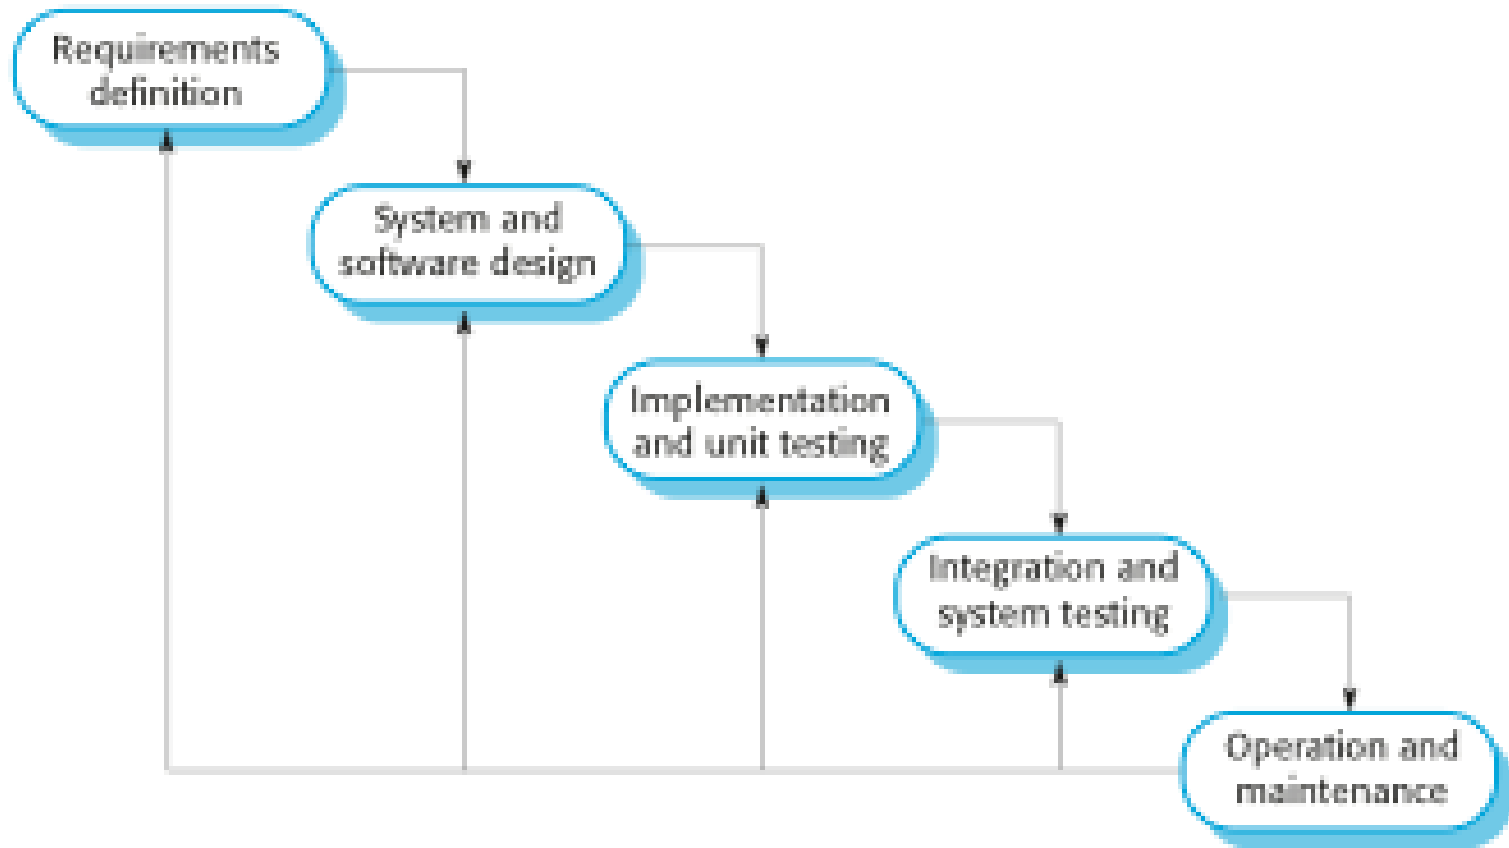 Requirements
definition
System and
software design
Implementation
and unit testing
Integration and
system testing
Operation and
maintenance